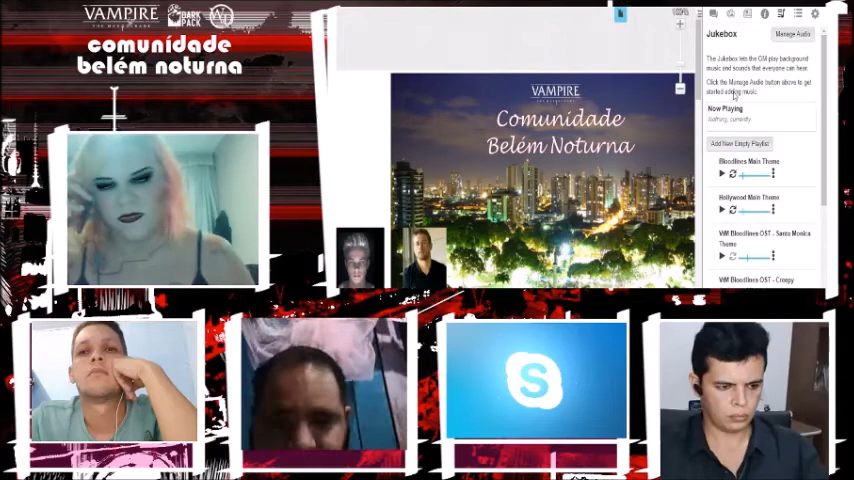 VAMPIRE
DARK
PACK
comunidade
belém noturna
VAMPIRE
Comunidade
Belém Noturna
Jukebox
Manage Audio
The Jukebox lets the GM play background
music and sounds that everyone can hear.
Click the Manage Audio button above to get
started adding music.
Now Playing
Nothing, currently.
Add New Empty Playlist
Bloodlines Main Theme
Hollywood Main Theme
VtM Bloodlines OST - Santa Monica
Theme
VtM Bloodlines OST - Creepy
S